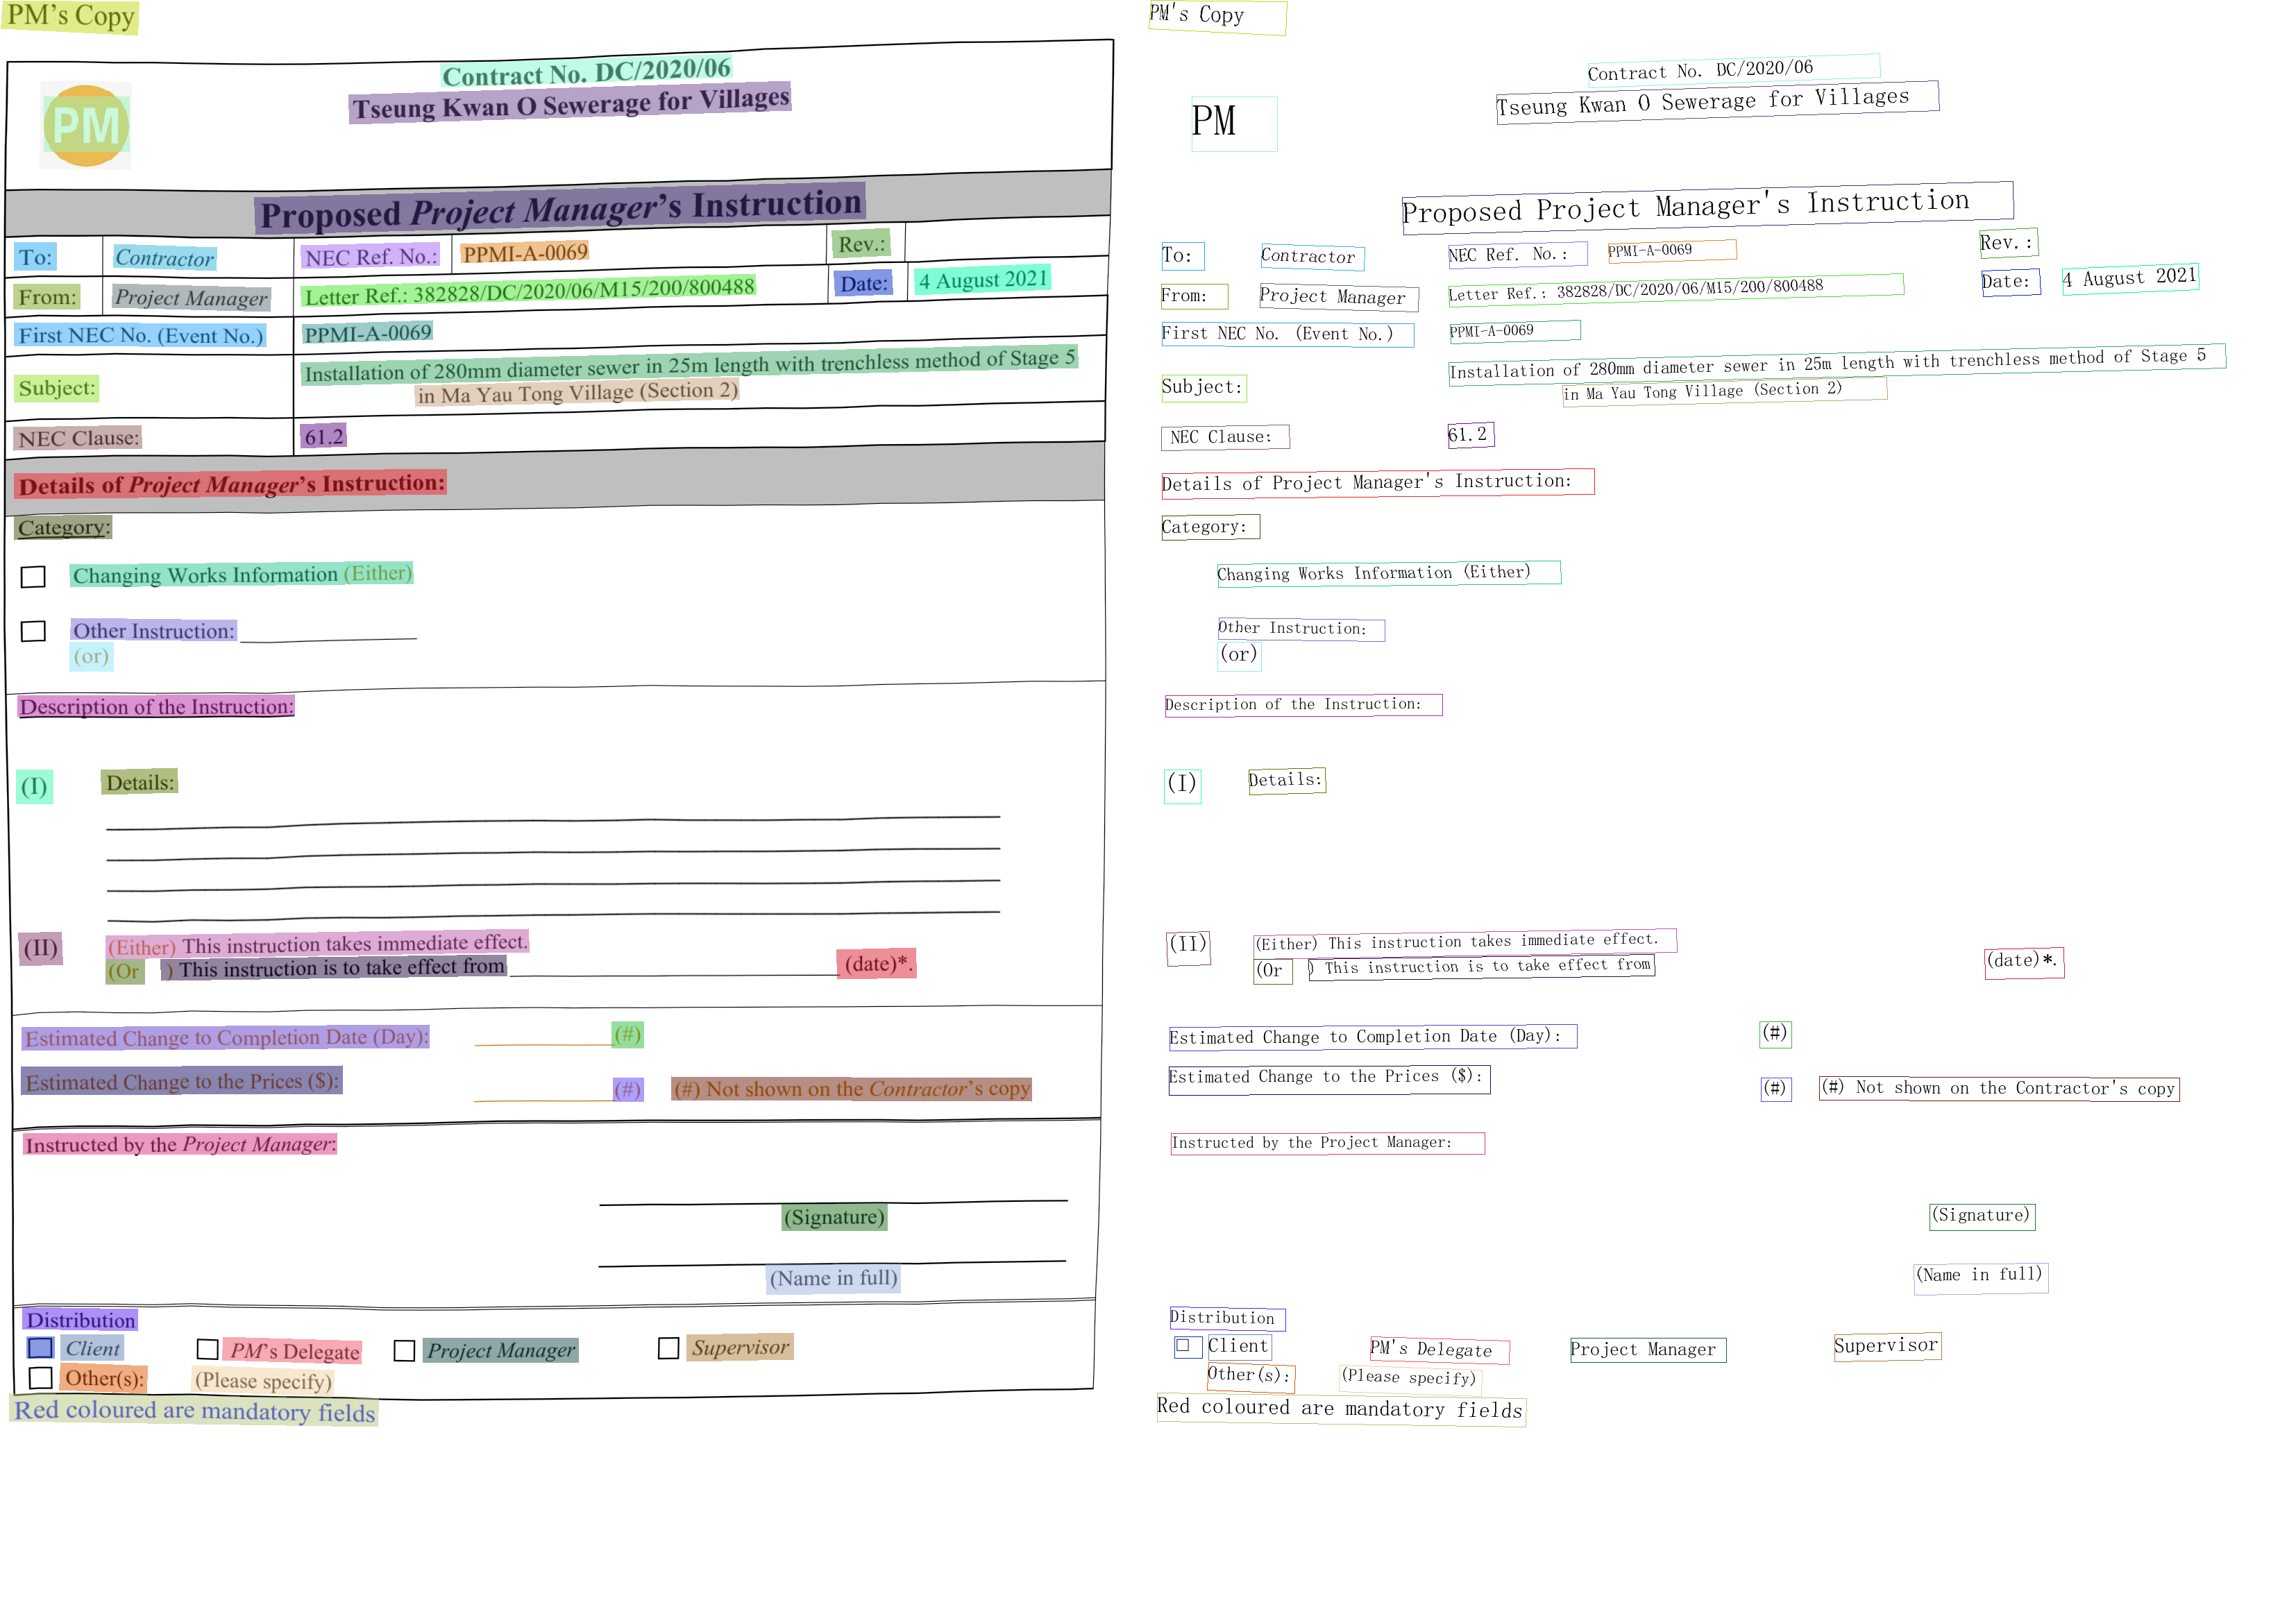 PM's Copy
Contract No. DC/2020/06
Tseung Kwan O Sewerage for Villages
PM
Proposed Project Manager's Instruction
To: Contractor NEC Ref. No.: PPMI-A-0069 Rev.:
From: Project Manager Letter Ref.: 382828/DC/2020/06/M15/200/800488 Date: 4 August 2021
First NEC No. (Event No.) PPMI-A-0069
Subject: Installation of 280mm diameter sewer in 25m length with trenchless method of Stage 5
in Ma Yau Tong Village (Section 2)
NEC Clause: 61.2
Details of Project Manager's Instruction:
Category:
Changing Works Information (Either)
Other Instruction:
(or)
Description of the Instruction:
(I) Details:
(II) (Either) This instruction takes immediate effect.
(Or ) This instruction is to take effect from (date)*.
Estimated Change to Completion Date (Day): (#)
Estimated Change to the Prices ($): (#) (#) Not shown on the Contractor's copy
Instructed by the Project Manager:
(Signature)
(Name in full)
Distribution
Client PM's Delegate Project Manager Supervisor
Other(s): (Please specify)
Red coloured are mandatory fields
PM's Copy
Contract No. DC/2020/06
Tseung Kwan O Sewerage for Villages
PM
Proposed Project Manager's Instruction
To: Contractor NEC Ref. No.: PPMI-A-0069 Rev.:
From: Project Manager Letter Ref.: 382828/DC/2020/06/M15/200/800488 Date: 4 August 2021
First NEC No. (Event No.) PPMI-A-0069
Subject: Installation of 280mm diameter sewer in 25m length with trenchless method of Stage 5
in Ma Yau Tong Village (Section 2)
NEC Clause: 61.2
Details of Project Manager's Instruction:
Category:
Changing Works Information (Either)
Other Instruction:
(or)
Description of the Instruction:
(I) Details:
(II) (Either) This instruction takes immediate effect.
(Or ) This instruction is to take effect from (date)*.
Estimated Change to Completion Date (Day): (#)
Estimated Change to the Prices ($): (#) (#) Not shown on the Contractor's copy
Instructed by the Project Manager:
(Signature)
(Name in full)
Distribution
□ Client PM's Delegate Project Manager Supervisor
Other(s): (Please specify)
Red coloured are mandatory fields